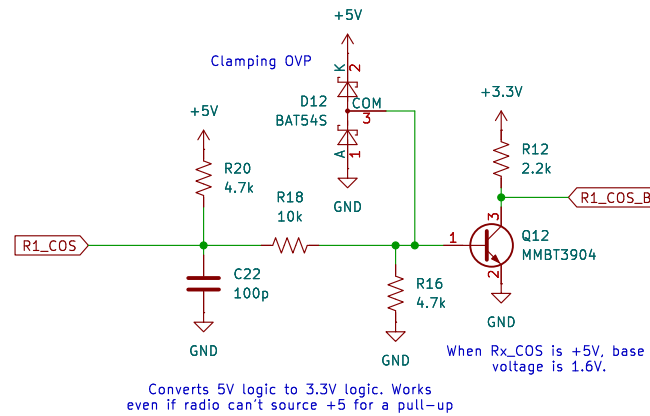 +5V
Clamping OVP
K
2
D12
COM
BAT54S
3
+3.3V
+5V
A
1
R12
2.2k
R20
4.7k
GND
R18
10k
R1_COS_B
3
R1_COS
1
Q12
MMBT3904
C22
100p
R16
4.7k
2
GND
GND
GND
When Rx_COS is +5V, base
voltage is 1.6V.
Converts 5V logic to 3.3V logic. Works
even if radio can't source +5 for a pull-up